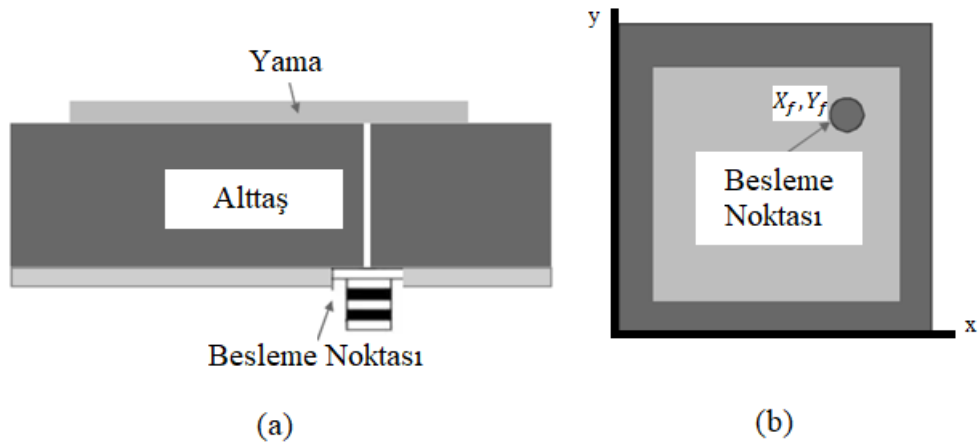 Yama
Alttaş
Besleme Noktası
(a)
y
X_f, Y_f
Besleme
Noktası
x
(b)